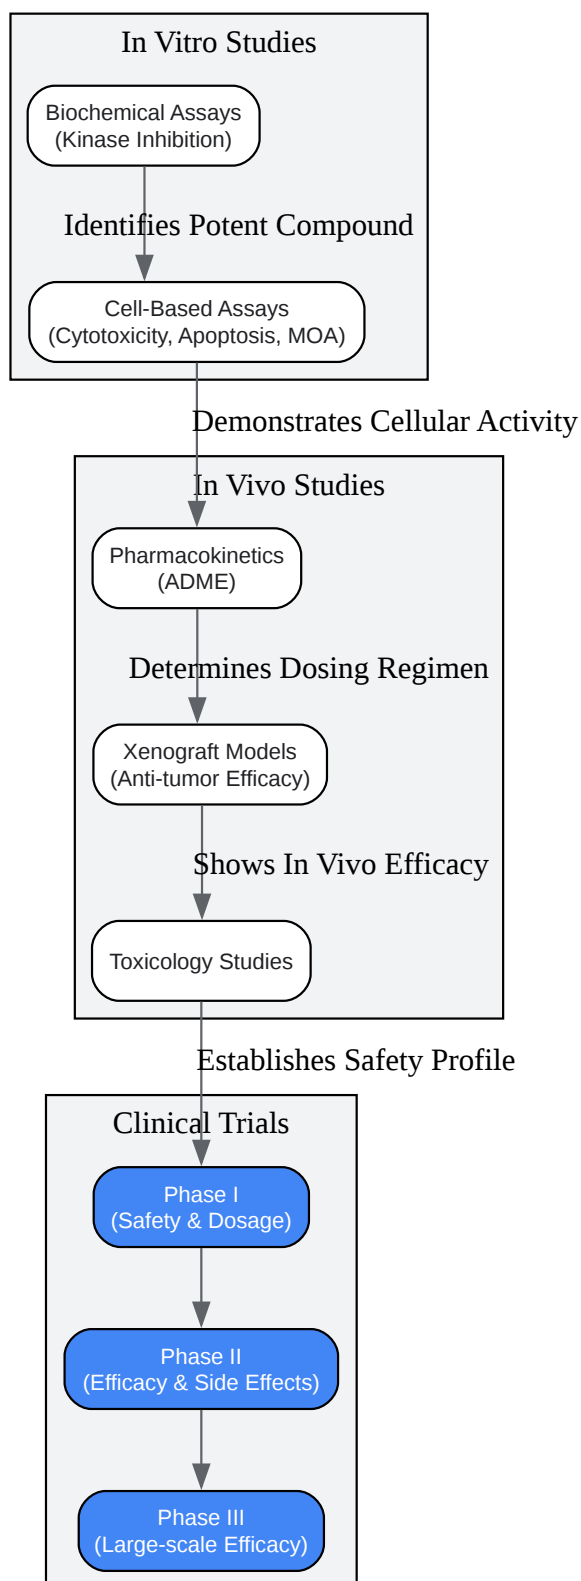 In Vitro Studies
Biochemical Assays
(Kinase Inhibition)
Identifies Potent Compound
Cell-Based Assays
(Cytotoxicity, Apoptosis, MOA)
Demonstrates Cellular Activity
In Vivo Studies
Pharmacokinetics
(ADME)
Determines Dosing Regimen
Xenograft Models
(Anti-tumor Efficacy)
Shows In Vivo Efficacy
Toxicology Studies
Establishes Safety Profile
Clinical Trials
Phase I
(Safety & Dosage)
Phase II
(Efficacy & Side Effects)
Phase III
(Large-scale Efficacy)